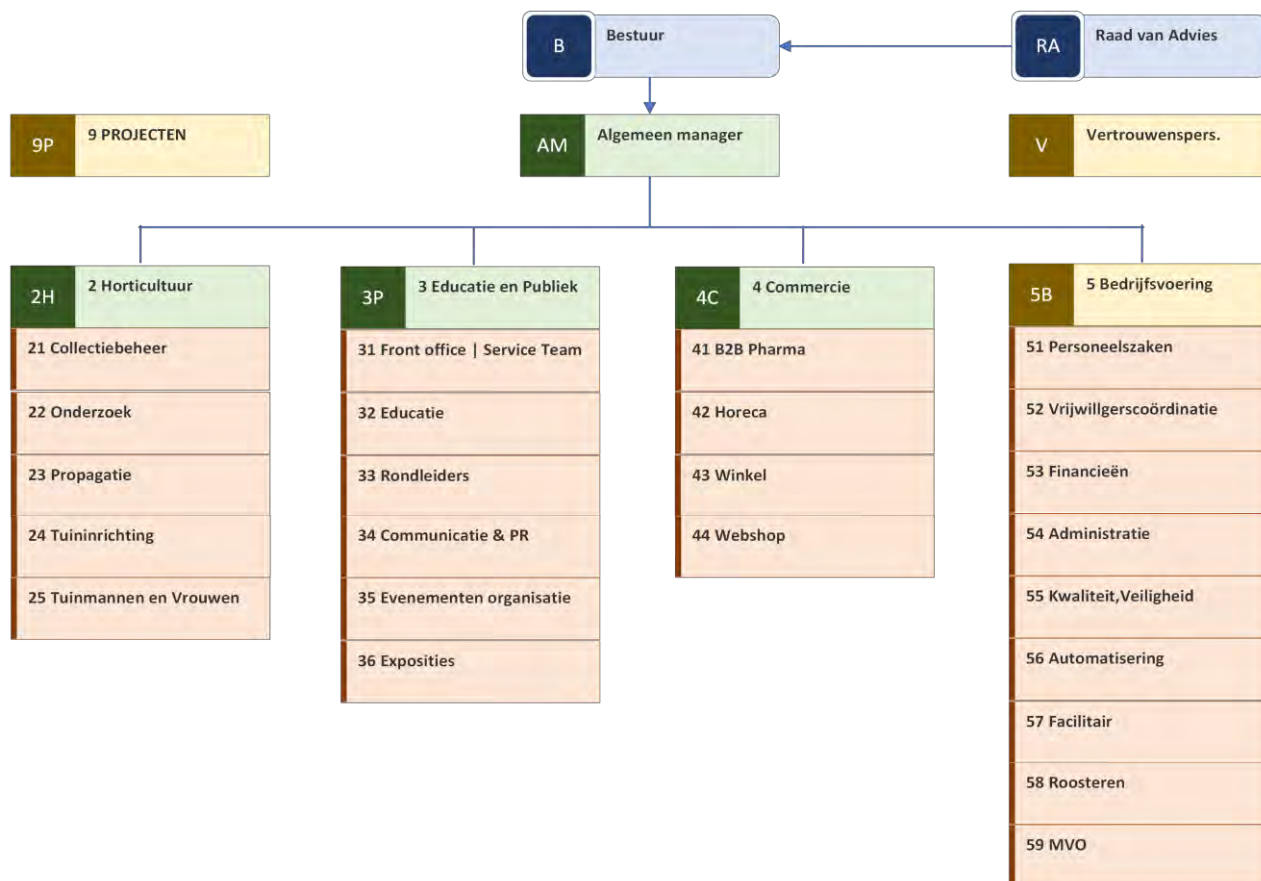 B
Bestuur
RA
Raad van Advies
9P
9 PROJECTEN
AM
Algemeen manager
V
Vertrouwenspers.
2H
2 Horticultuur
21 Collectiebeheer
22 Onderzoek
23 Propagatie
24 Tuininrichting
25 Tuinmannen en Vrouwen
3P
3 Educatie en Publiek
31 Front office | Service Team
32 Educatie
33 Rondleiders
34 Communicatie & PR
35 Evenementen organisatie
36 Exposities
4C
4 Commercie
41 B2B Pharma
42 Horeca
43 Winkel
44 Webshop
5B
5 Bedrijfsvoering
51 Personeelszaken
52 Vrijwillgerscoördinatie
53 Financieën
54 Administratie
55 Kwaliteit,Veiligheid
56 Automatisering
57 Facilitair
58 Roosteren
59 MVO